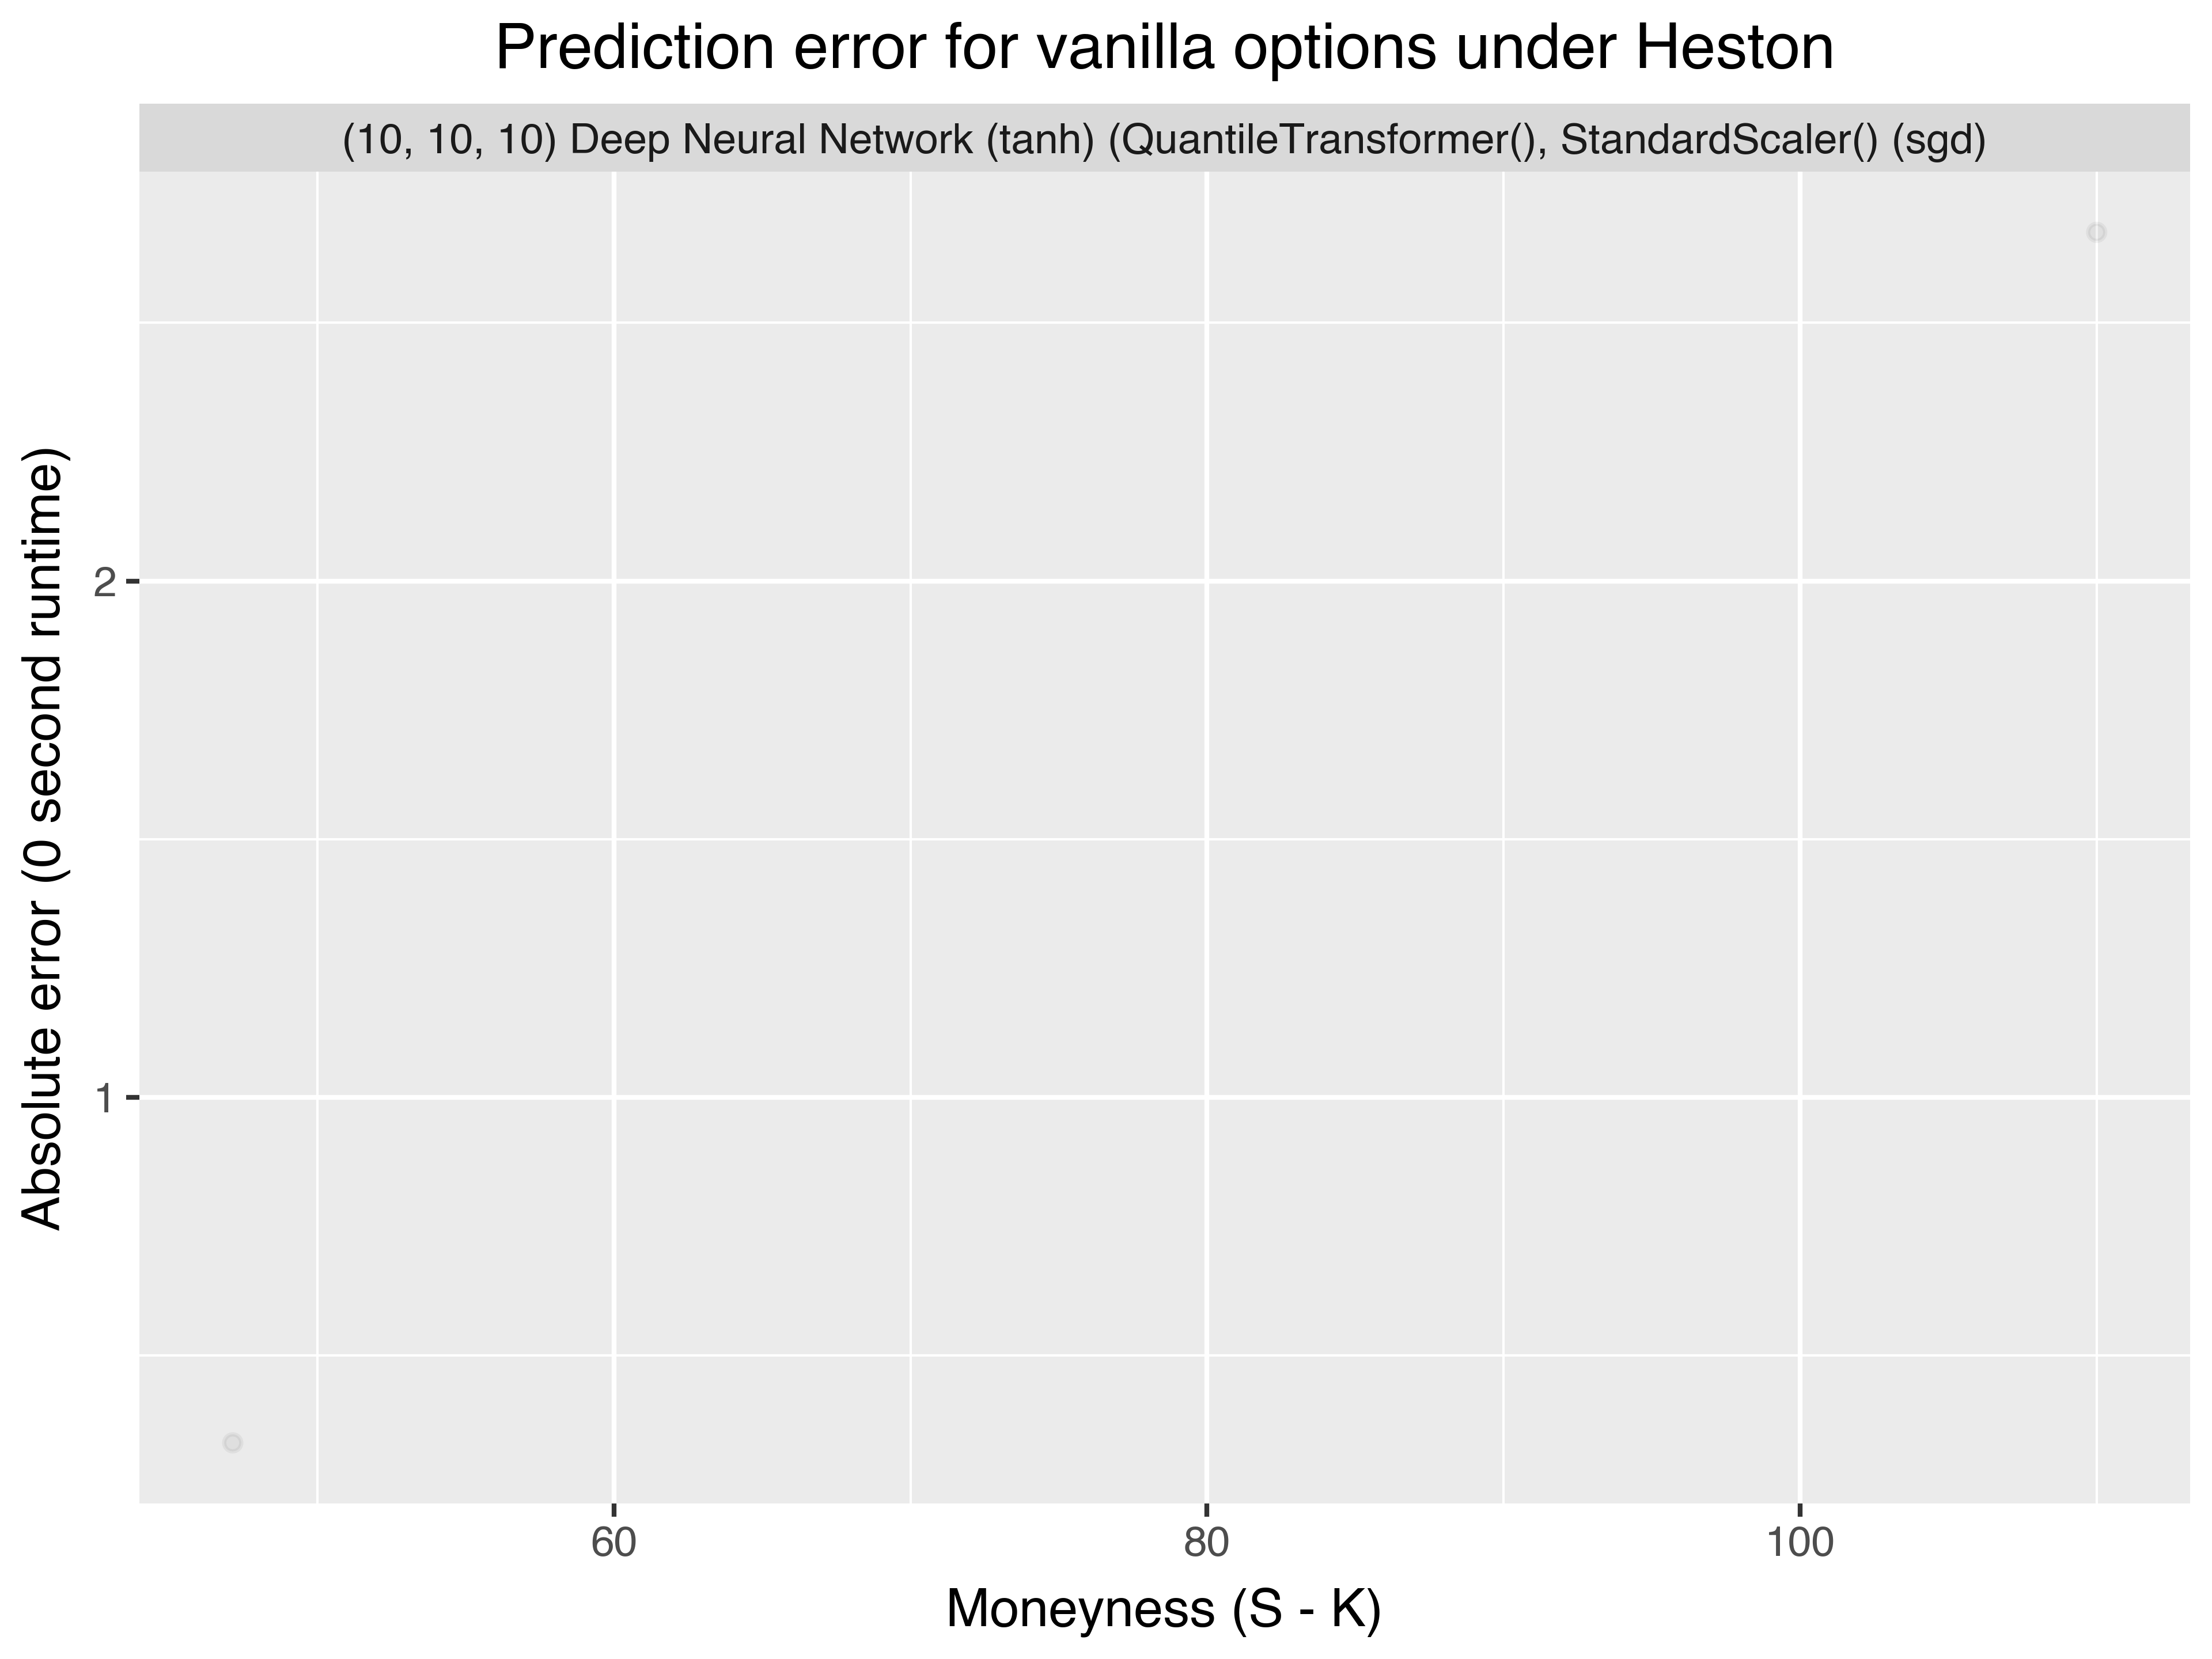 Prediction error for vanilla options under Heston
(10, 10, 10) Deep Neural Network (tanh) (QuantileTransformer(), StandardScaler() (sgd)
Absolute error (0 second runtime)
2
1
60
80
100
Moneyness (S - K)